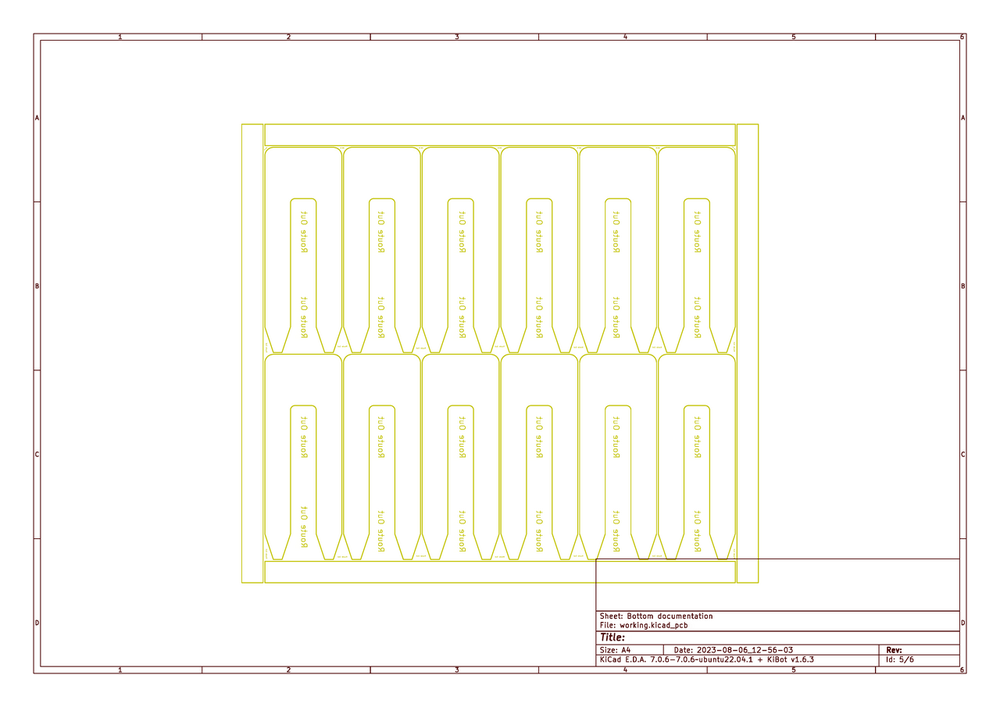 1 2 3 4 5 6
A A
Route Out Route Out Route Out Route Out Route Out Route Out
B B
Route Out Route Out Route Out Route Out Route Out Route Out
Route Out Route Out Route Out Route Out Route Out Route Out
C C
Route Out Route Out Route Out Route Out Route Out Route Out
Sheet: Bottom documentation
File: working.kicad_pcb
D D
Title:
Size: A4 Date: 2023-08-06_12-56-03 Rev:
KiCad E.D.A. 7.0.6-7.0.6-ubuntu22.04.1 + KiBot v1.6.3 Id: 5/6
1 2 3 4 5 6